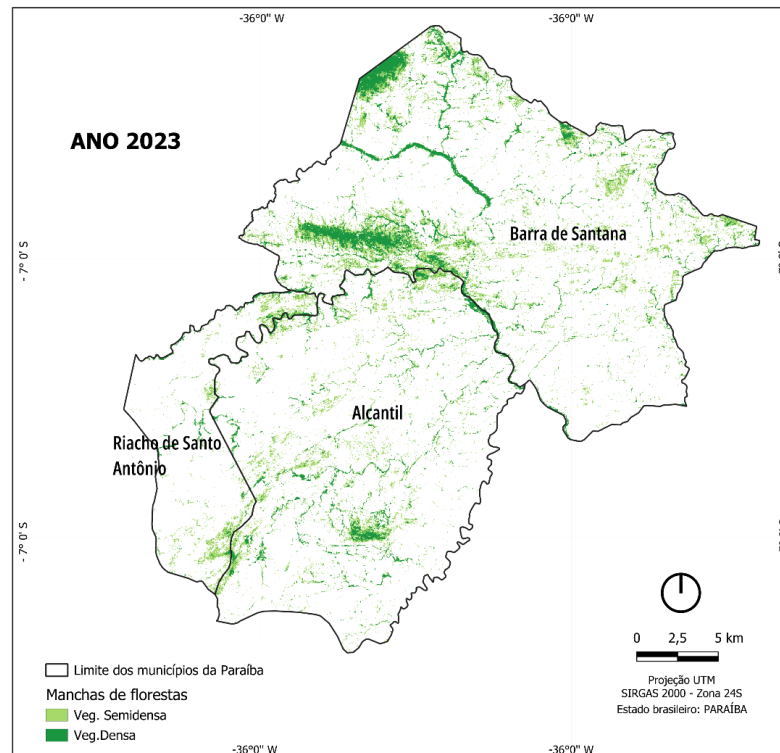 -36°0'' W
-36°0'' W
ANO 2023
Barra de Santana
- 7° 0' S
Alcantil
Riacho de Santo
Antônio
- 7° 0' S
0 2,5 5 km
Limite dos municípios da Paraíba
Manchas de florestas
Veg. Semidensa
Veg.Densa
Projeção UTM
SIRGAS 2000 - Zona 24S
Estado brasileiro: PARAÍBA
-36°0'' W
-36°0'' W